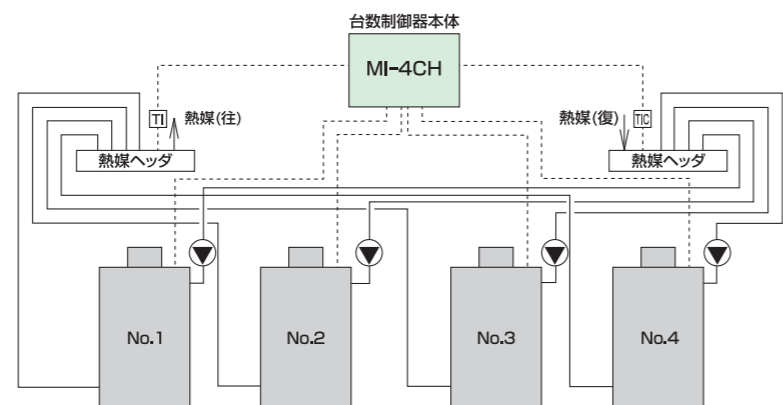 台数制御器本体
MI-4CH
TI
熱媒(往)
熱媒(復)
TIC
熱媒ヘッダ
熱媒ヘッダ
No.1
No.2
No.3
No.4